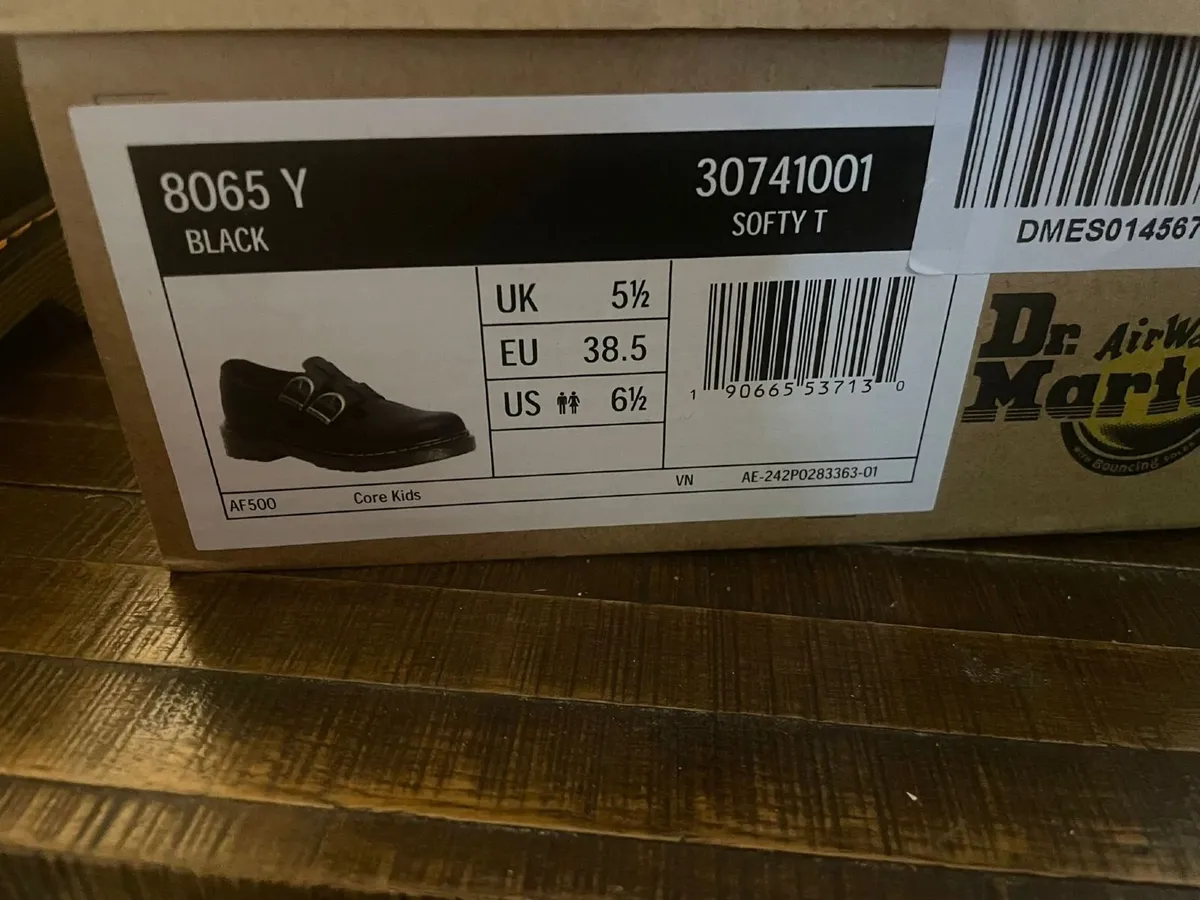 8065 Y
BLACK
30741001
SOFTY T
UK 5½
EU 38.5
US 6½
1 90665 53713 0
AF500
Core Kids
VN
AE-242P0283363-01
DMES014567
Dr.
AirWa
Marte
Bouncing